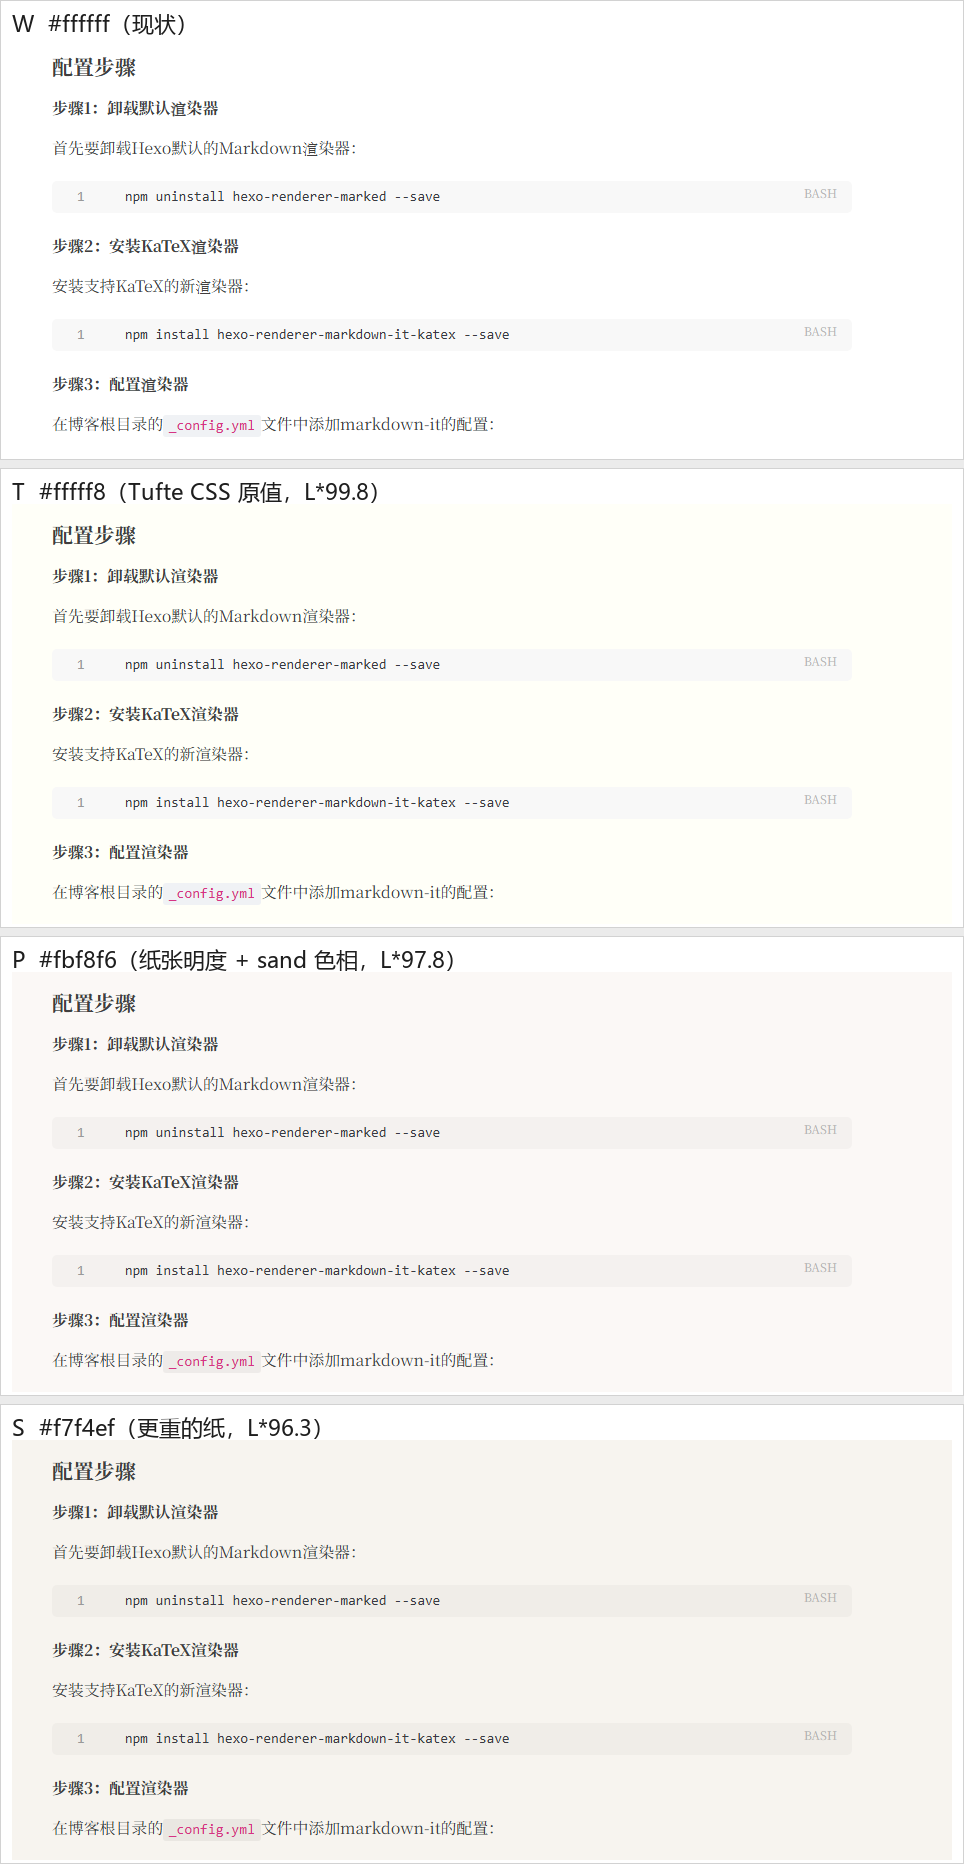 W #ffffff（现状）
配置步骤
步骤1：卸载默认渲染器
首先要卸载Hexo默认的Markdown渲染器：
1 npm uninstall hexo-renderer-marked --save BASH
步骤2：安装KaTeX渲染器
安装支持KaTeX的新渲染器：
1 npm install hexo-renderer-markdown-it-katex --save BASH
步骤3：配置渲染器
在博客根目录的 _config.yml 文件中添加markdown-it的配置：
T #fffff8（Tufte CSS 原值，L*99.8）
配置步骤
步骤1：卸载默认渲染器
首先要卸载Hexo默认的Markdown渲染器：
1 npm uninstall hexo-renderer-marked --save BASH
步骤2：安装KaTeX渲染器
安装支持KaTeX的新渲染器：
1 npm install hexo-renderer-markdown-it-katex --save BASH
步骤3：配置渲染器
在博客根目录的 _config.yml 文件中添加markdown-it的配置：
P #fbf8f6（纸张明度 + sand 色相，L*97.8）
配置步骤
步骤1：卸载默认渲染器
首先要卸载Hexo默认的Markdown渲染器：
1 npm uninstall hexo-renderer-marked --save BASH
步骤2：安装KaTeX渲染器
安装支持KaTeX的新渲染器：
1 npm install hexo-renderer-markdown-it-katex --save BASH
步骤3：配置渲染器
在博客根目录的 _config.yml 文件中添加markdown-it的配置：
S #f7f4ef（更重的纸，L*96.3）
配置步骤
步骤1：卸载默认渲染器
首先要卸载Hexo默认的Markdown渲染器：
1 npm uninstall hexo-renderer-marked --save BASH
步骤2：安装KaTeX渲染器
安装支持KaTeX的新渲染器：
1 npm install hexo-renderer-markdown-it-katex --save BASH
步骤3：配置渲染器
在博客根目录的 _config.yml 文件中添加markdown-it的配置：